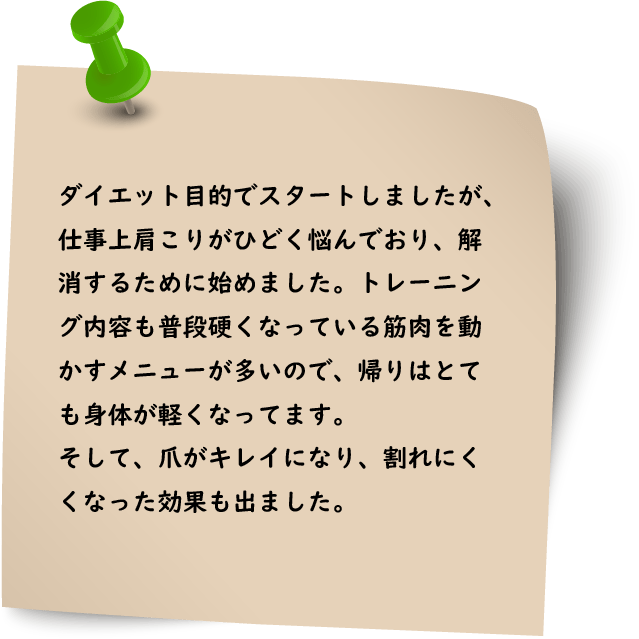 ダイエット目的でスタートしましたが、
仕事上肩こりがひどく悩んでおり、解
消するために始めました。トレーニン
グ内容も普段硬くなっている筋肉を動
かすメニューが多いので、帰りはとて
も身体が軽くなってます。
そして、爪がキレイになり、割れにく
くなった効果も出ました。